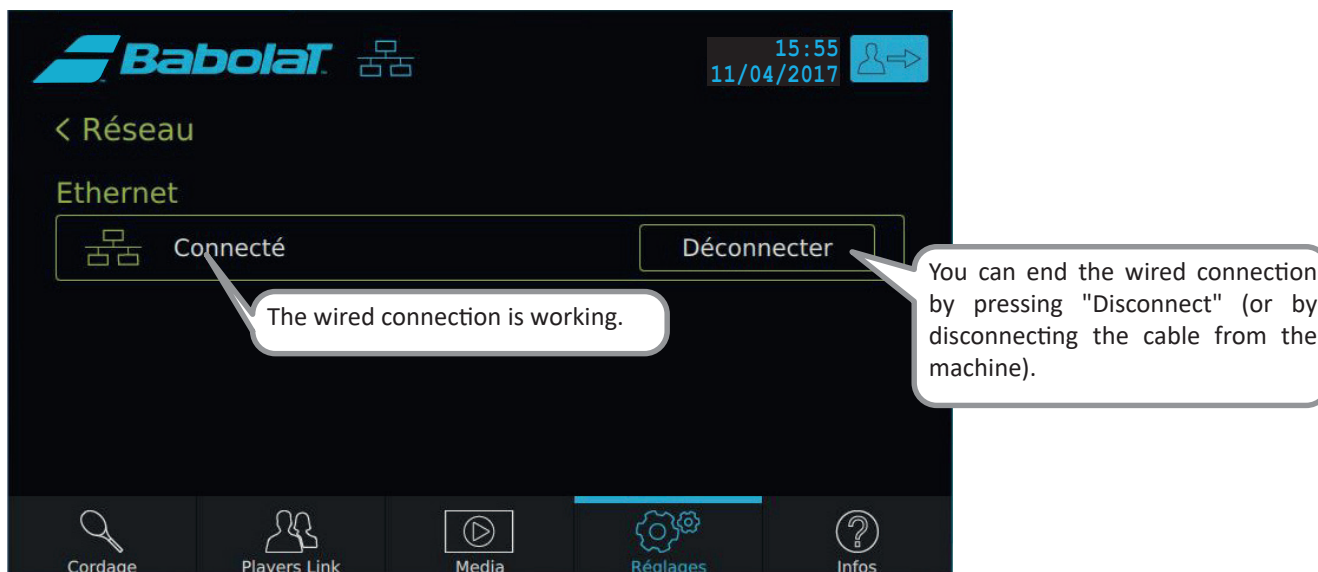 BabolaT
15:55
11/04/2017
< Réseau
Ethernet
Connecté
Déconnecter
The wired connection is working.
You can end the wired connection
by pressing "Disconnect" (or by
disconnecting the cable from the
machine).
Cordage
Players Link
Media
Réglages
Infos